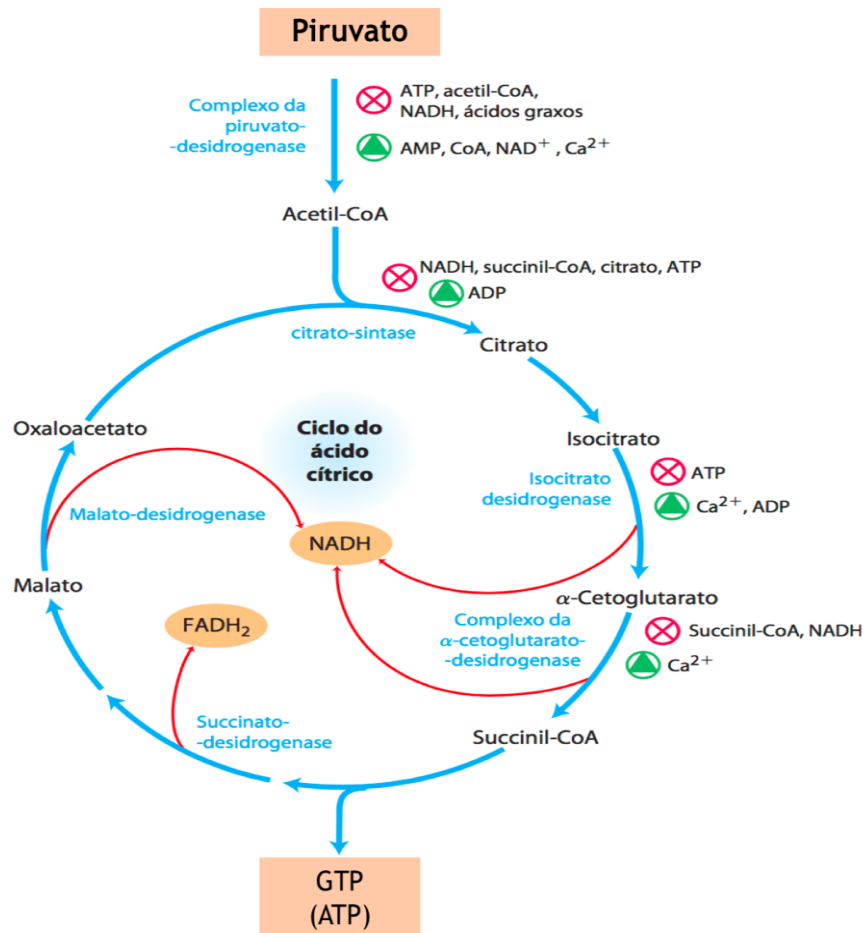 Piruvato
Complexo da
piruvato-
-desidrogenase
ATP, acetil-CoA,
NADH, ácidos graxos
AMP, CoA, NAD⁺ , Ca²⁺
Acetil-CoA
NADH, succinil-CoA, citrato, ATP
ADP
citrato-sintase
Citrato
Oxaloacetato
Ciclo do
ácido
cítrico
Isocitrato
Isocitrato
desidrogenase
ATP
Ca²⁺, ADP
Malato-desidrogenase
NADH
Malato
α-Cetoglutarato
FADH₂
Complexo da
α-cetoglutarato-
-desidrogenase
Succinil-CoA, NADH
Ca²⁺
Succinato-
-desidrogenase
Succinil-CoA
GTP
(ATP)